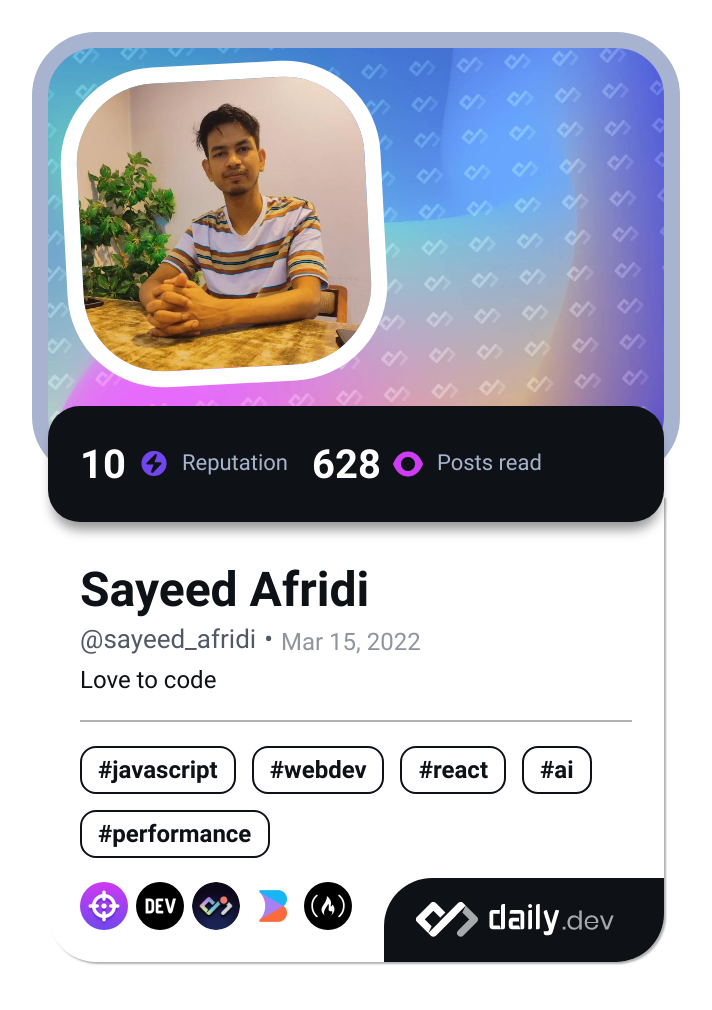 10 Reputation 628 Posts read
Sayeed Afridi
@sayeed_afridi • Mar 15, 2022
Love to code
#javascript #webdev #react #ai
#performance
DEV
daily.dev